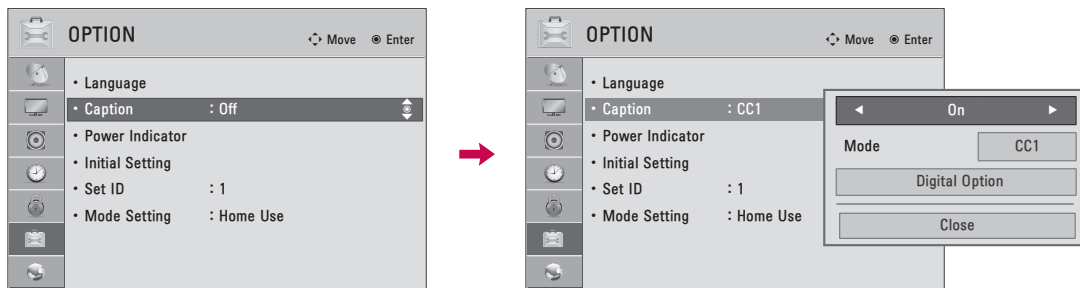 OPTION
Move Enter
• Language
• Caption : Off
• Power Indicator
• Initial Setting
• Set ID : 1
• Mode Setting : Home Use
OPTION
Move Enter
• Language
• Caption : CC1
• Power Indicator
• Initial Setting
• Set ID : 1
• Mode Setting : Home Use
◄ On ►
Mode CC1
Digital Option
Close